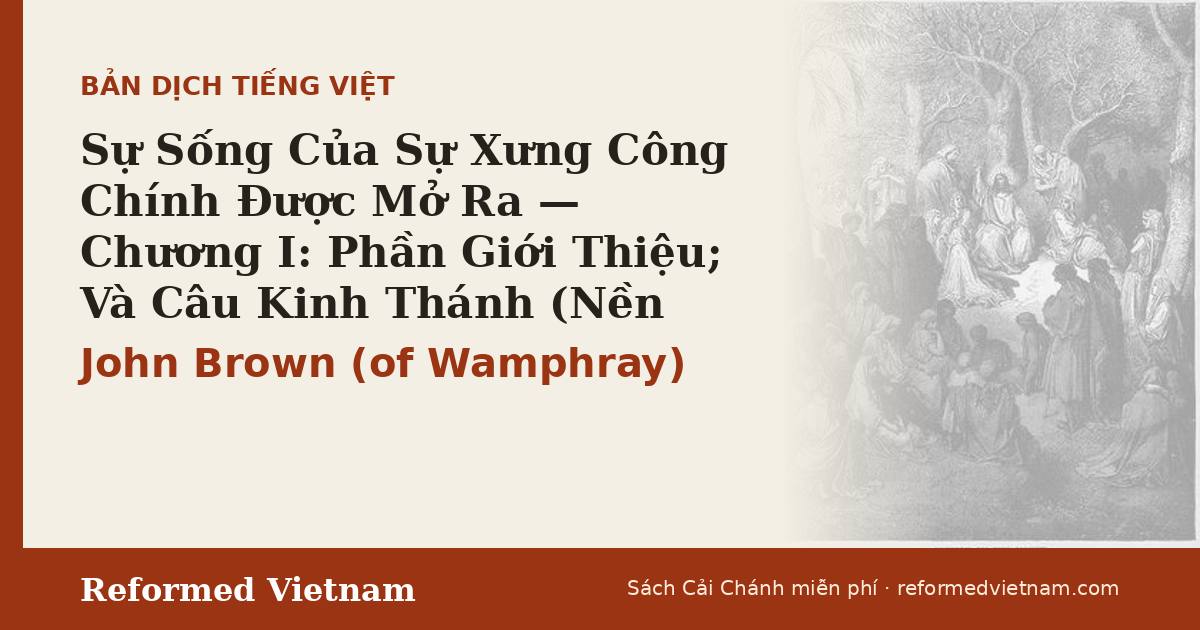 BẢN DỊCH TIẾNG VIỆT
Sự Sống Của Sự Xưng Công
Chính Được Mở Ra —
Chương I: Phần Giới Thiệu;
Và Câu Kinh Thánh (Nền
John Brown (of Wamphray)
Reformed Vietnam
Sách Cải Chánh miễn phí · reformedvietnam.com